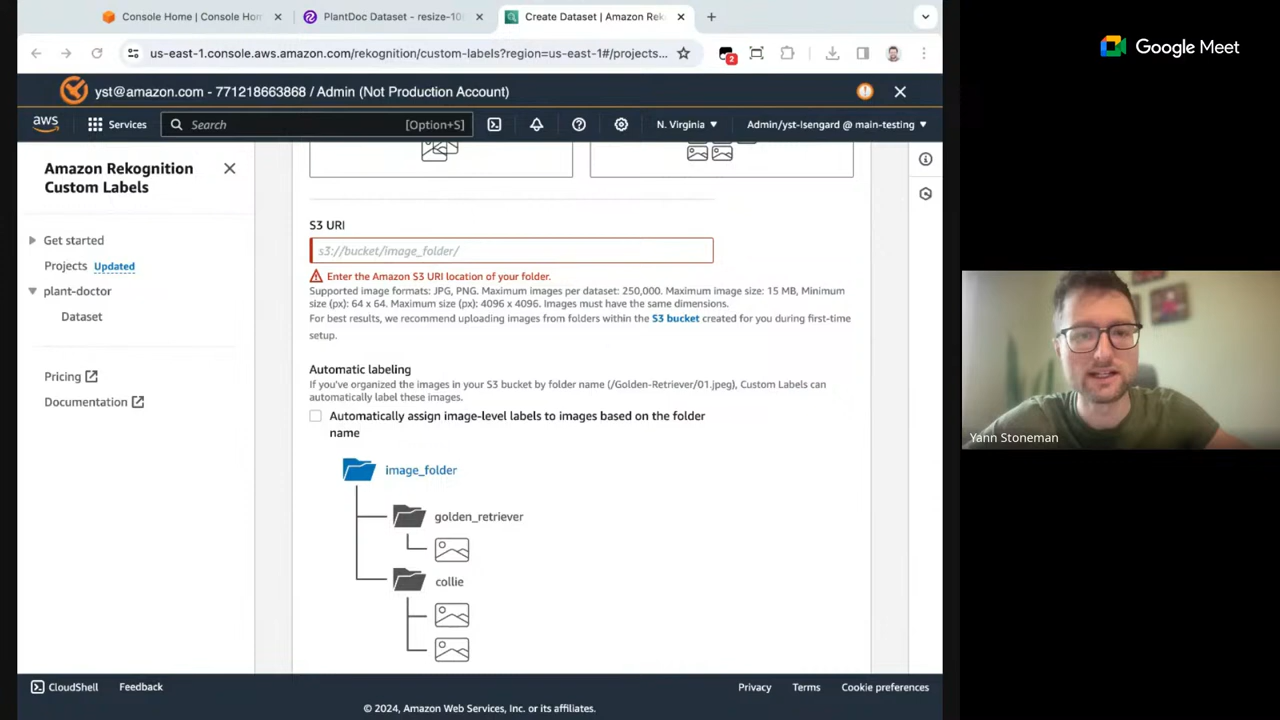 Console Home | Console Hom
PlantDoc Dataset - resize-10
Create Dataset | Amazon Rek
us-east-1.console.aws.amazon.com/rekognition/custom-labels?region=us-east-1#/projects...
2
Google Meet
yst@amazon.com - 771218663868 / Admin (Not Production Account)
aws
Services
Search
[Option+S]
N. Virginia
Admin/yst-Isengard @ main-testing
Amazon Rekognition
Custom Labels
Get started
Projects Updated
plant-doctor
Dataset
Pricing
Documentation
S3 URI
s3://bucket/image_folder/
Enter the Amazon S3 URI location of your folder.
Supported image formats: JPG, PNG. Maximum images per dataset: 250,000. Maximum image size: 15 MB, Minimum
size (px): 64 x 64. Maximum size (px): 4096 x 4096. Images must have the same dimensions.
For best results, we recommend uploading images from folders within the S3 bucket created for you during first-time
setup.
Automatic labeling
If you've organized the images in your S3 bucket by folder name (/Golden-Retriever/01.jpeg), Custom Labels can
automatically label these images.
Automatically assign image-level labels to images based on the folder
name
image_folder
golden_retriever
collie
Yann Stoneman
CloudShell
Feedback
Privacy
Terms
Cookie preferences
© 2024, Amazon Web Services, Inc. or its affiliates.